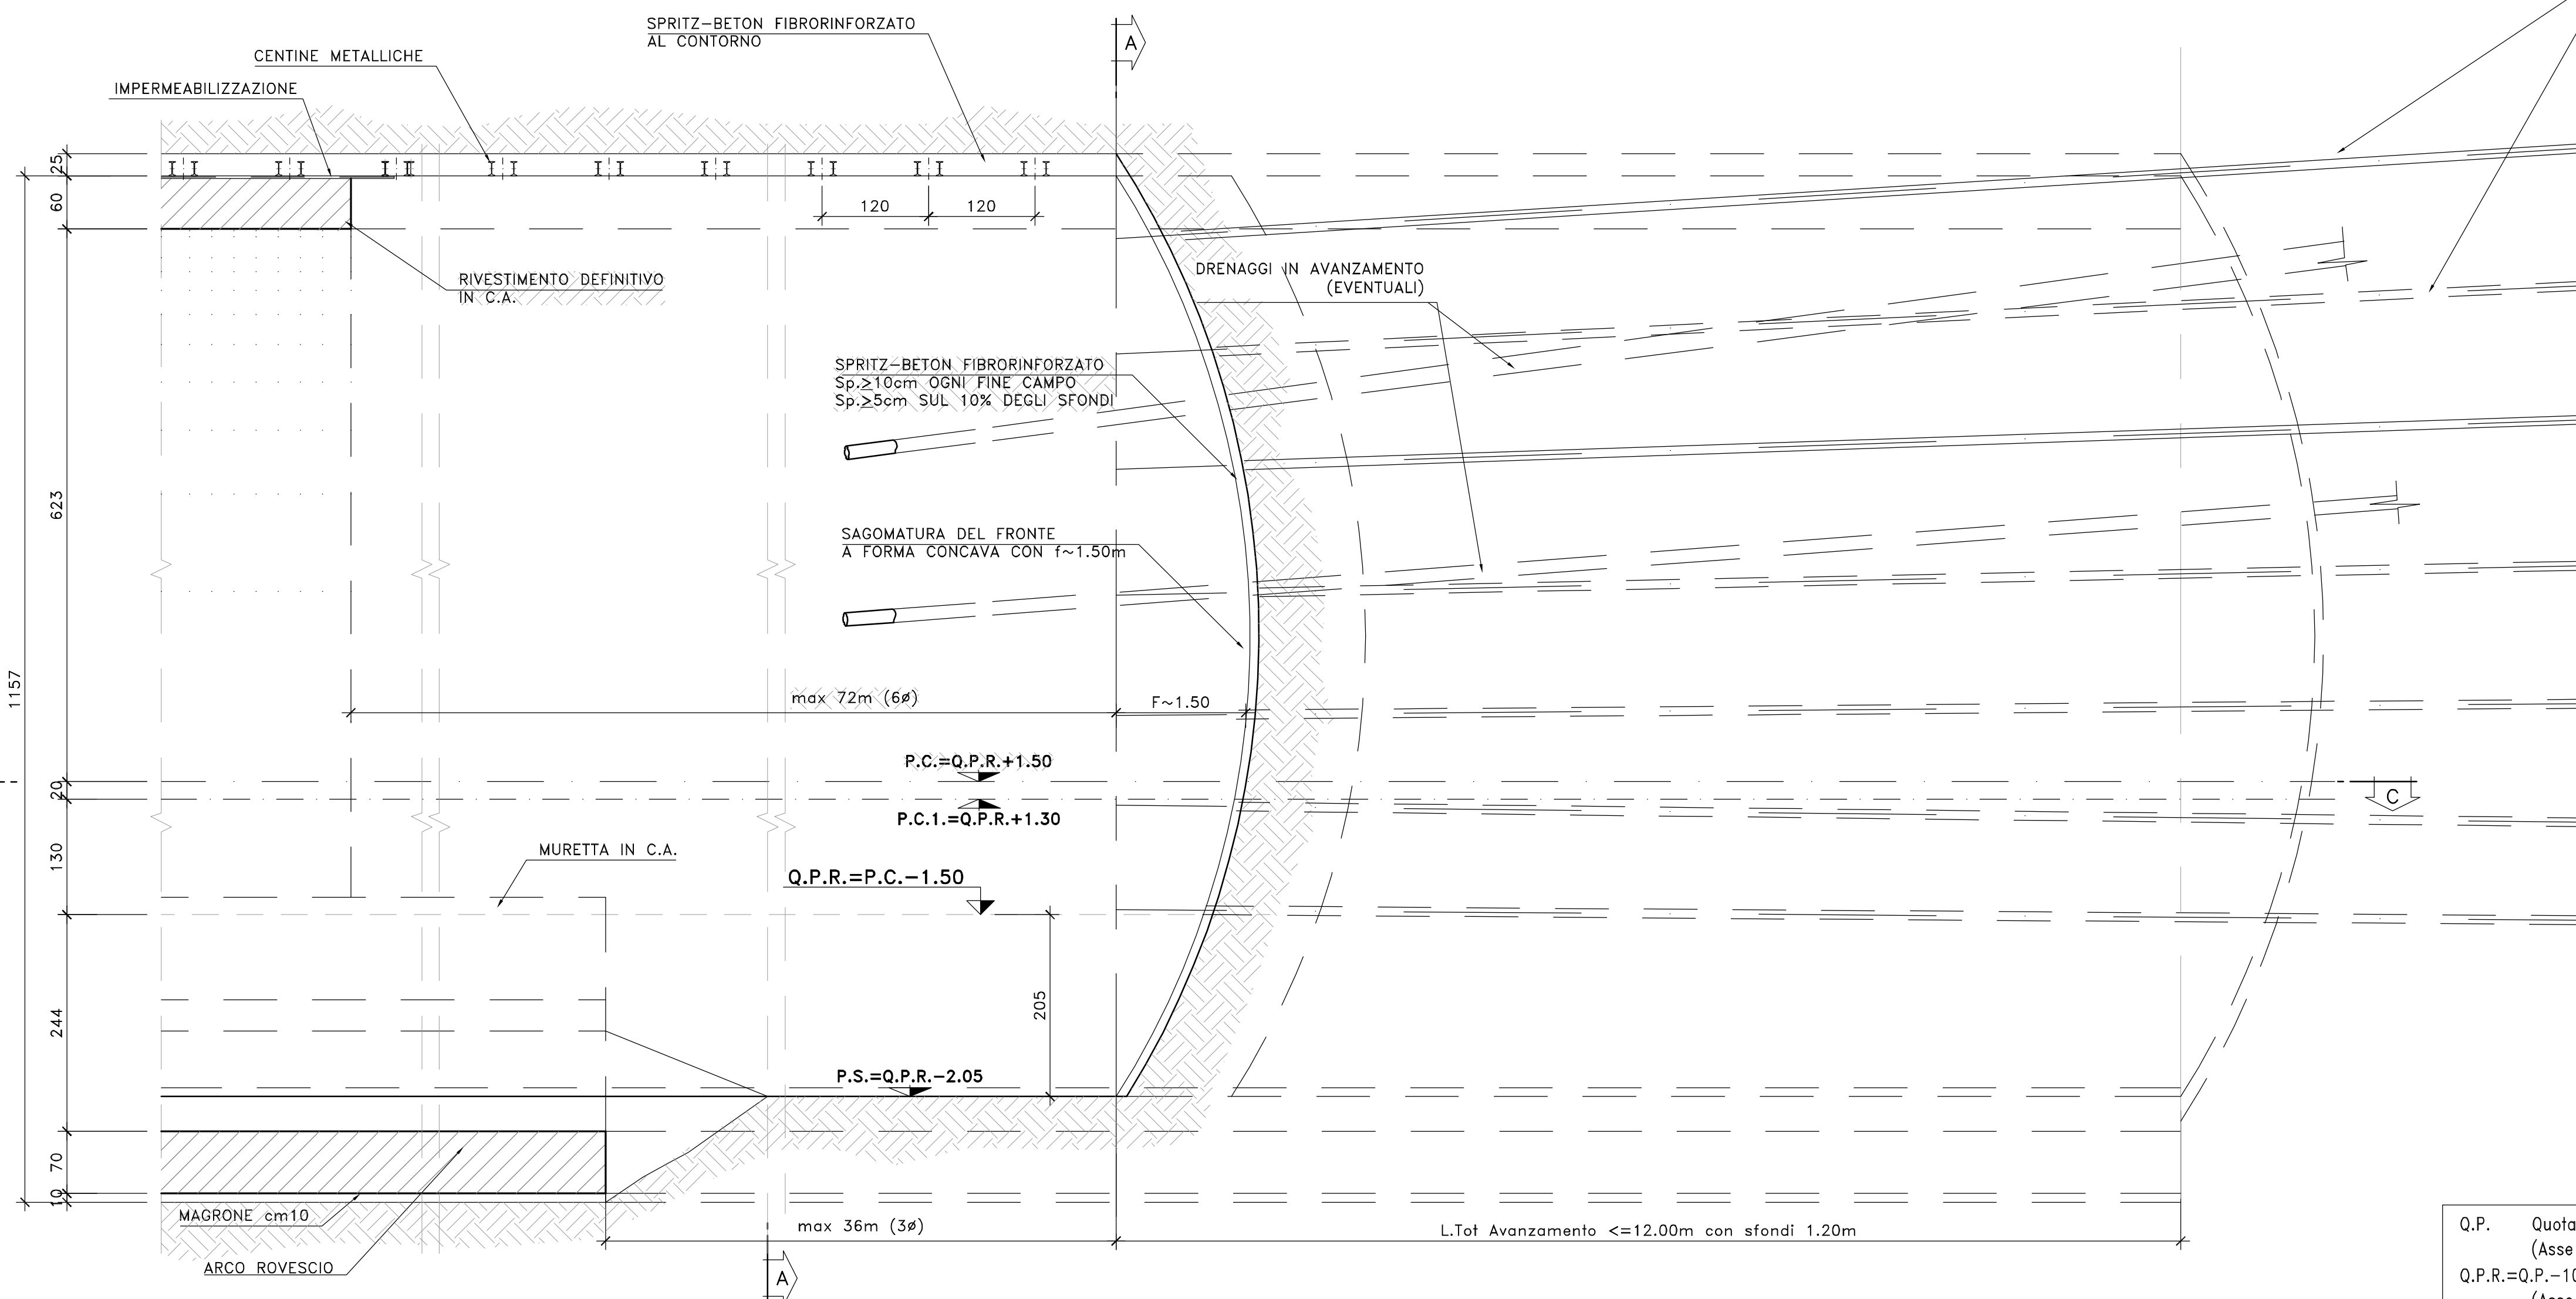 SPRITZ-BETON FIBRORINFORZATO
AL CONTORNO
A
CENTINE METALLICHE
IMPERMEABILIZZAZIONE
25
60
120
120
RIVESTIMENTO DEFINITIVO
IN C.A.
DRENAGGI IN AVANZAMENTO
(EVENTUALI)
SPRITZ-BETON FIBRORINFORZATO
Sp.≥10cm OGNI FINE CAMPO
Sp.≥5cm SUL 10% DEGLI SFONDI
623
SAGOMATURA DEL FRONTE
A FORMA CONCAVA CON f~1.50m
1157
max 72m (6ø)
F~1.50
P.C.=Q.P.R.+1.50
20
P.C.1.=Q.P.R.+1.30
C
130
MURETTA IN C.A.
Q.P.R.=P.C.-1.50
205
244
P.S.=Q.P.R.-2.05
70
10
MAGRONE cm10
max 36m (3ø)
L.Tot Avanzamento <=12.00m con sfondi 1.20m
ARCO ROVESCIO
A
Q.P. Quota
(Asse
Q.P.R.=Q.P.-10
(Asse